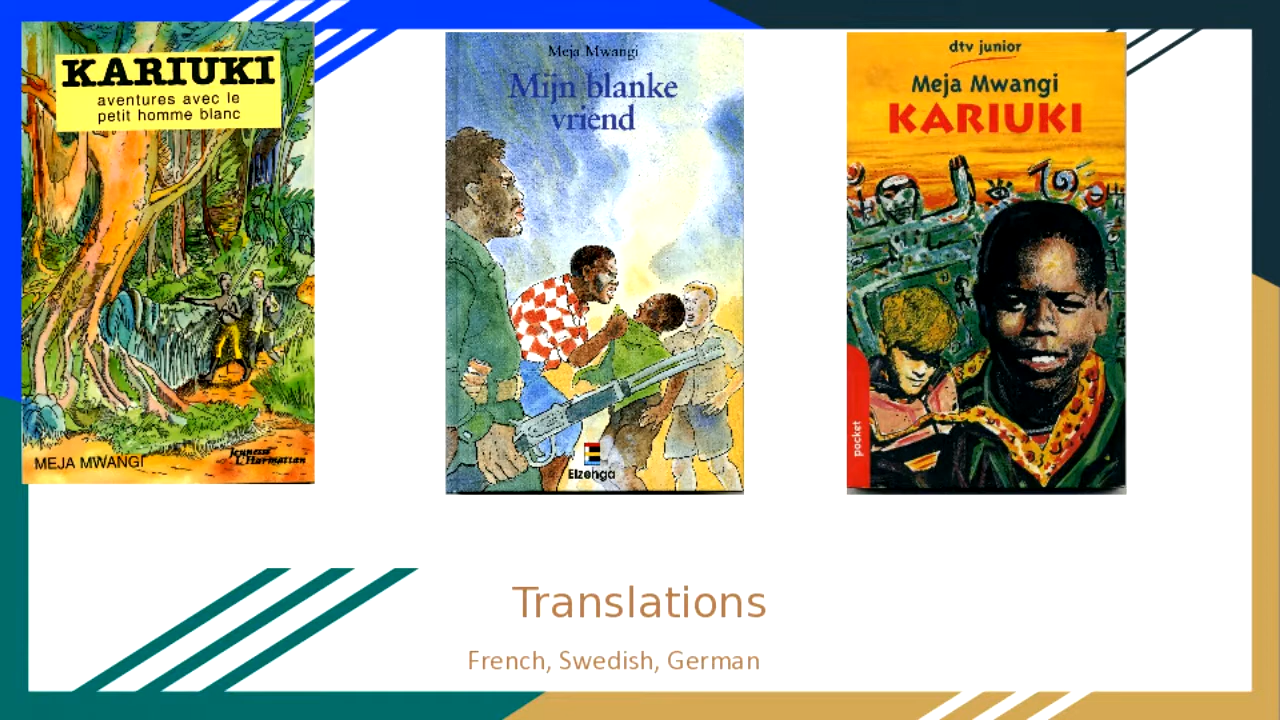 KARIUKI
aventures avec le
petit homme blanc
MEJA MWANGI
Jeunesse
L'Harmattan
Meja Mwangi
Mijn blanke
vriend
Elzenga
dtv junior
Meja Mwangi
KARIUKI
pocket
Translations
French, Swedish, German